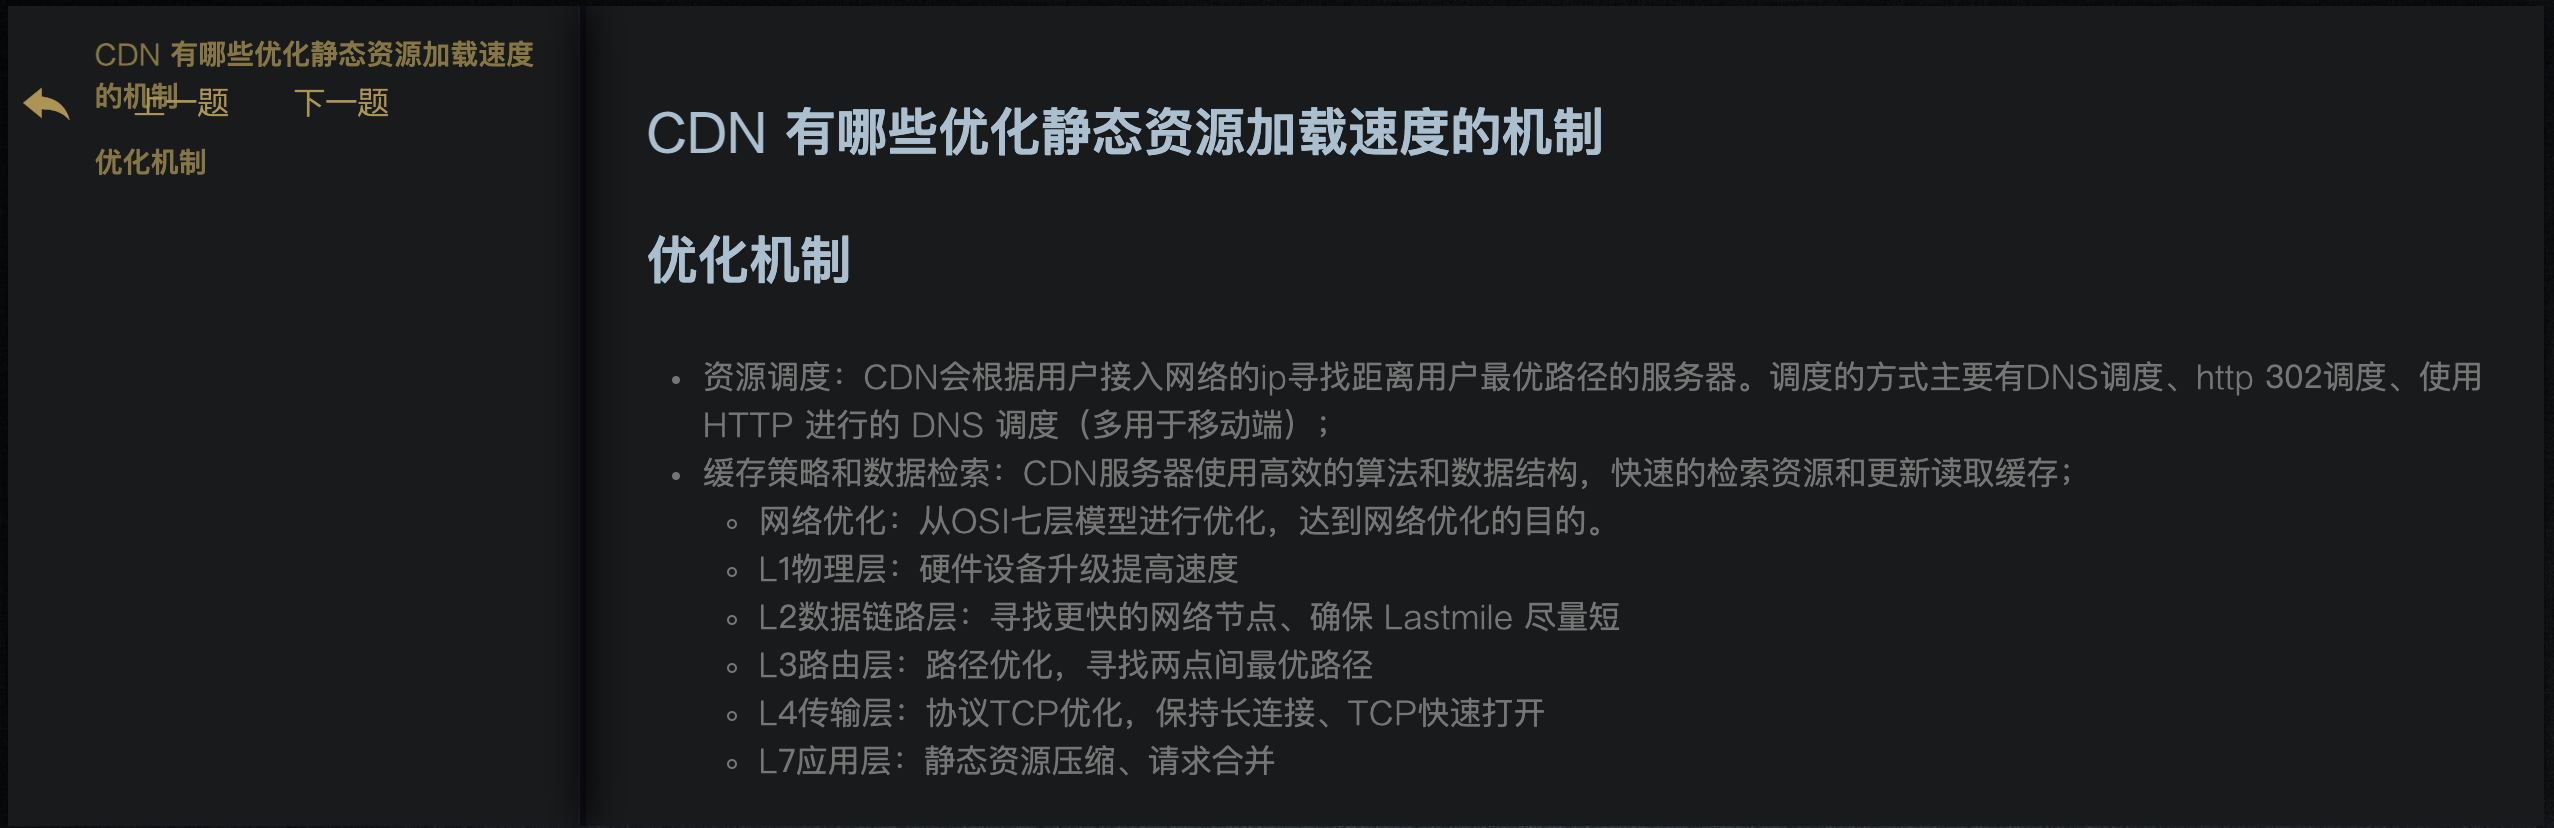 CDN 有哪些优化静态资源加载速度
的机制
上一题
下一题
优化机制
CDN 有哪些优化静态资源加载速度的机制
优化机制
资源调度：CDN会根据用户接入网络的ip寻找距离用户最优路径的服务器。调度的方式主要有DNS调度、http 302调度、使用
HTTP 进行的 DNS 调度（多用于移动端）；
缓存策略和数据检索：CDN服务器使用高效的算法和数据结构，快速的检索资源和更新读取缓存；
网络优化：从OSI七层模型进行优化，达到网络优化的目的。
L1物理层：硬件设备升级提高速度
L2数据链路层：寻找更快的网络节点、确保 Lastmile 尽量短
L3路由层：路径优化，寻找两点间最优路径
L4传输层：协议TCP优化，保持长连接、TCP快速打开
L7应用层：静态资源压缩、请求合并